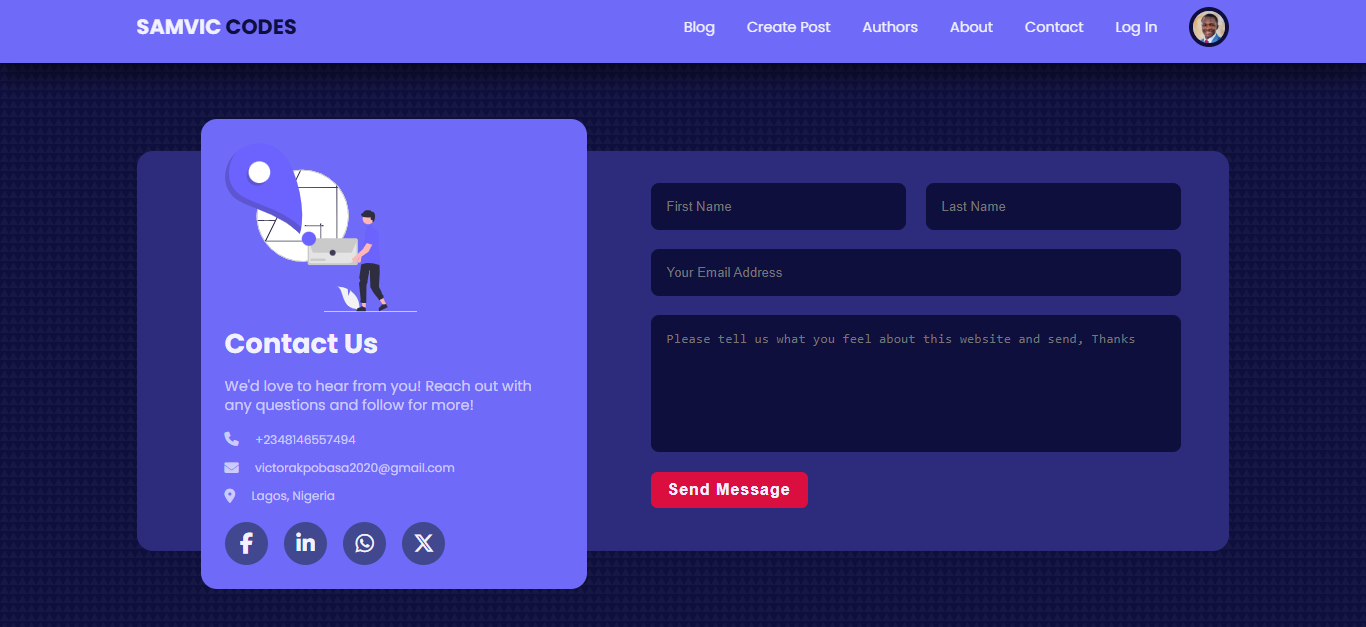 SAMVIC CODES
Blog
Create Post
Authors
About
Contact
Log In
Contact Us
We'd love to hear from you! Reach out with
any questions and follow for more!
+2348146557494
victorakpobasa2020@gmail.com
Lagos, Nigeria
First Name
Last Name
Your Email Address
Please tell us what you feel about this website and send, Thanks
Send Message